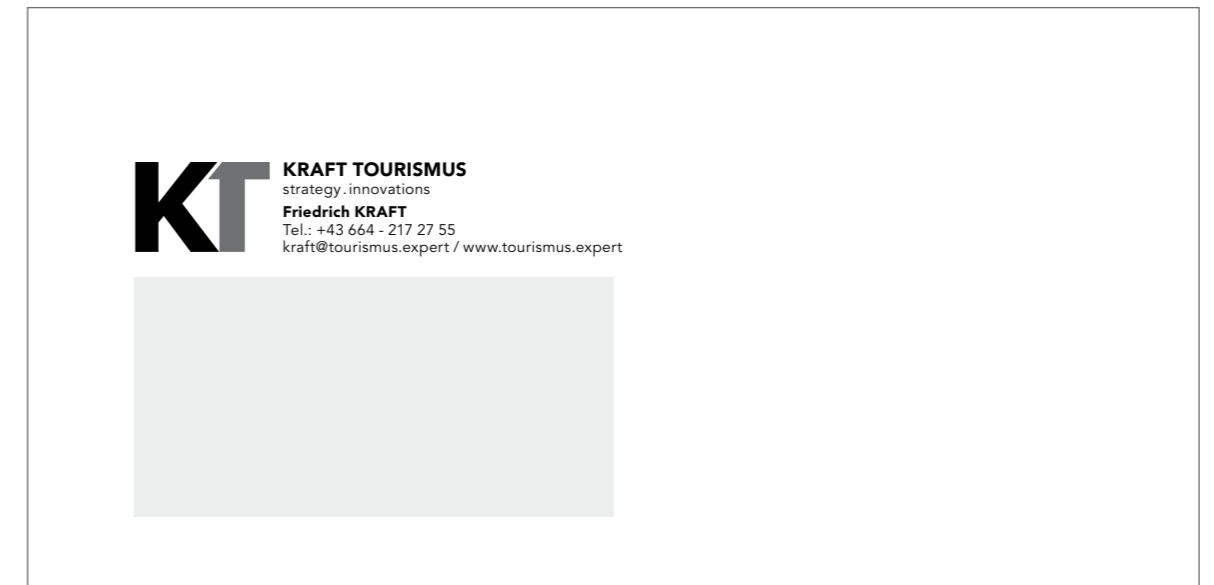 KT
KRAFT TOURISMUS
strategy.innovations
Friedrich KRAFT
Tel.: +43 664 - 217 27 55
kraft@tourismus.expert / www.tourismus.expert